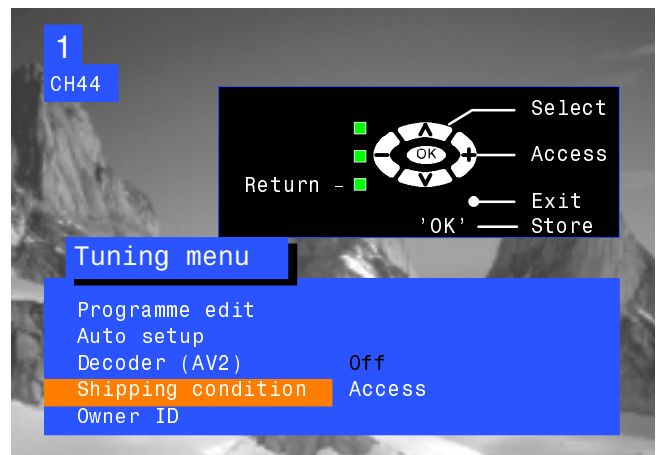 1
CH44
Select
OK
Access
Return –
Exit
'OK' Store
Tuning menu
Programme edit
Auto setup
Decoder (AV2) Off
Shipping condition Access
Owner ID